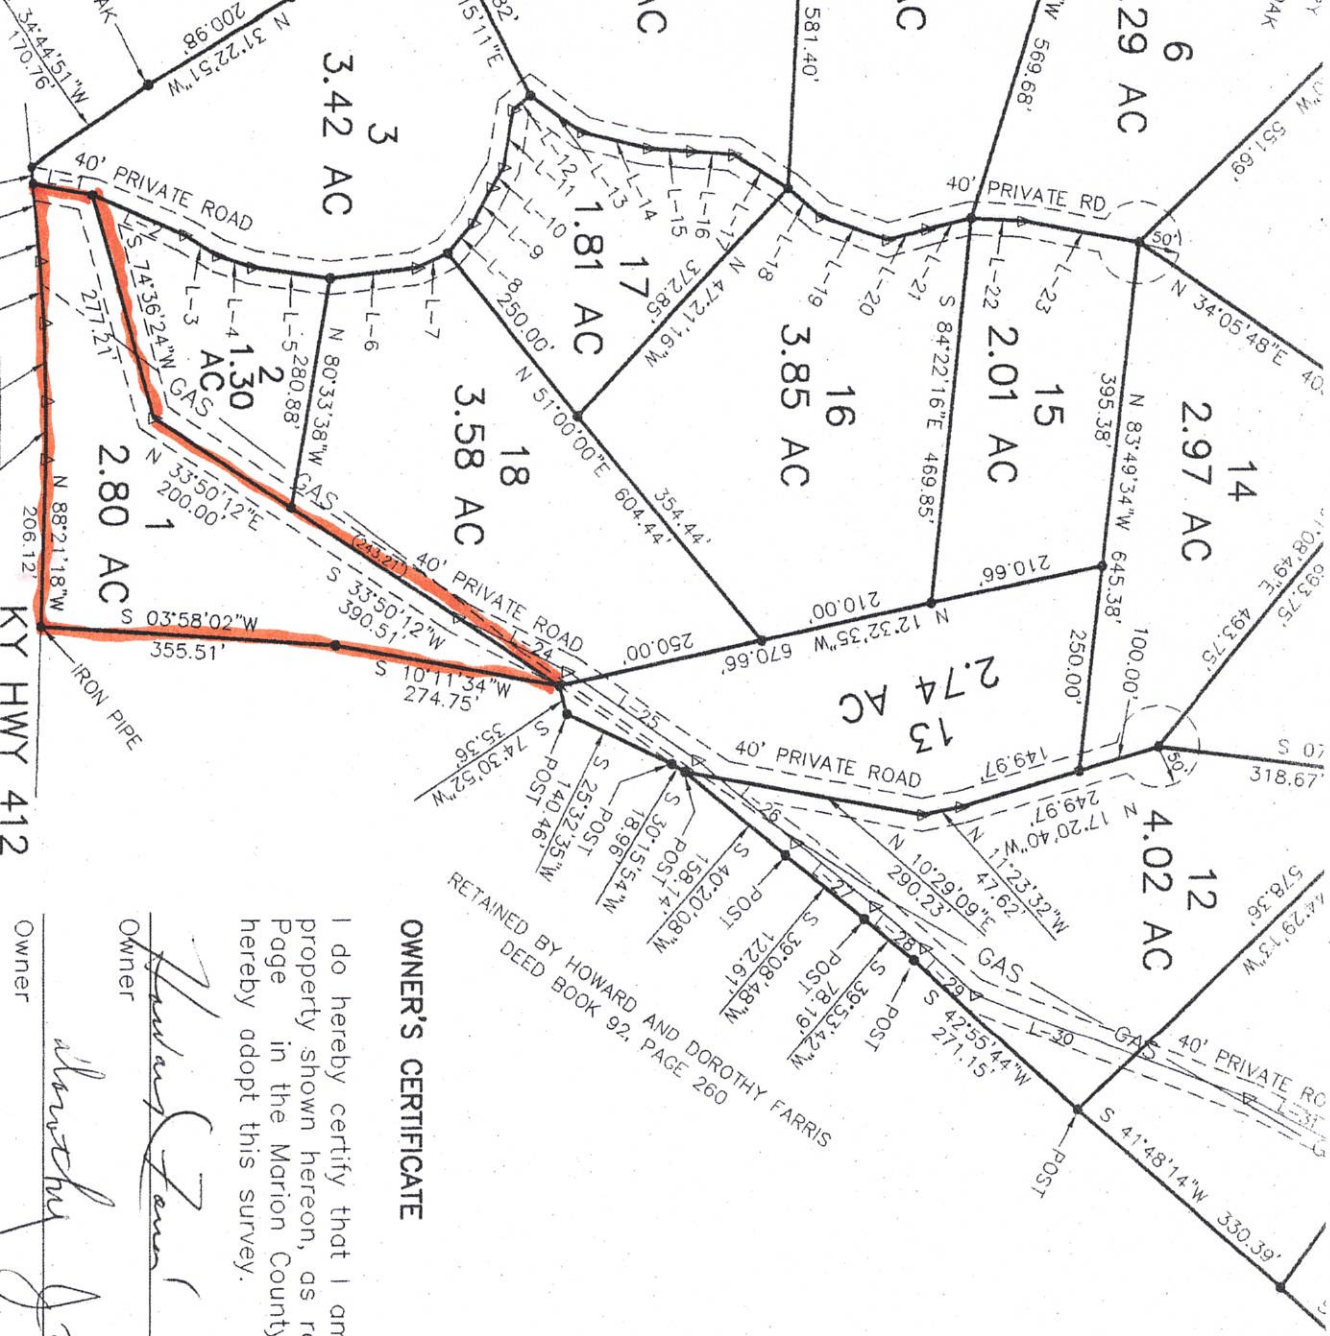 6
.29 AC
AC
AC
581.40'
569.68'
551.69'
OAK
34°44'51"W
170.76'
200.98'
N 31°22'51"W
15'11"E
3
3.42 AC
40' PRIVATE ROAD
L-1
L-2
L-3
L-4
L-5
L-6
L-7
L-8
L-9
L-10
L-11
L-12
L-13
L-14
L-15
L-16
L-17
L-18
L-19
L-20
L-21
L-22
L-23
40' PRIVATE RD
50'
N 34°05'48"E
17
1.81 AC
372.85'
N 47°21'16"W
250.00'
N 51°00'00"E
604.44'
354.44'
16
3.85 AC
S 84°22'16"E 469.85'
15
2.01 AC
395.38'
N 83°49'34"W 645.38'
250.00'
14
2.97 AC
08'49"E
693.75'
493.75'
100.00'
S 74°36'24"W
277.21'
GAS
2
1.30
AC
N 80°33'38"W
280.88'
18
3.58 AC
GAS
(243.21')
40' PRIVATE ROAD
L-24
N 33°50'12"E
200.00'
S 33°50'12"W
390.51'
1
2.80 AC
N 88°21'18"W
206.12'
S 03°58'02"W
355.51'
S 10°11'34"W
274.75'
IRON PIPE
KY HWY 412
210.66'
210.00'
250.00'
670.66'
N 12°32'35"W
13
2.74 AC
40' PRIVATE ROAD
149.97'
249.97'
N 17°20'40"W
50'
S 07
318.67'
12
4.02 AC
578.36'
44°29'13"W
N 11°23'32"W
47.62
N 10°29'09"E
290.23'
L-25
L-26
L-27
L-28
L-29
L-30
L-31
GAS
GAS
40' PRIVATE RO
S 74°30'52"W
35.36
POST
S 25°32'35"W
140.46'
POST
S 30°15'54"W
18.96'
POST
S 40°20'08"W
158.14'
POST
S 39°08'48"W
122.61'
POST
S 39°53'42"W
78.19'
POST
S 42°55'44"W
271.15'
POST
S 41°48'14"W
330.39'
RETAINED BY HOWARD AND DOROTHY FARRIS
DEED BOOK 92, PAGE 260
OWNER'S CERTIFICATE
I do hereby certify that I am
property shown hereon, as re
Page in the Marion County
hereby adopt this survey.
Owner
Owner